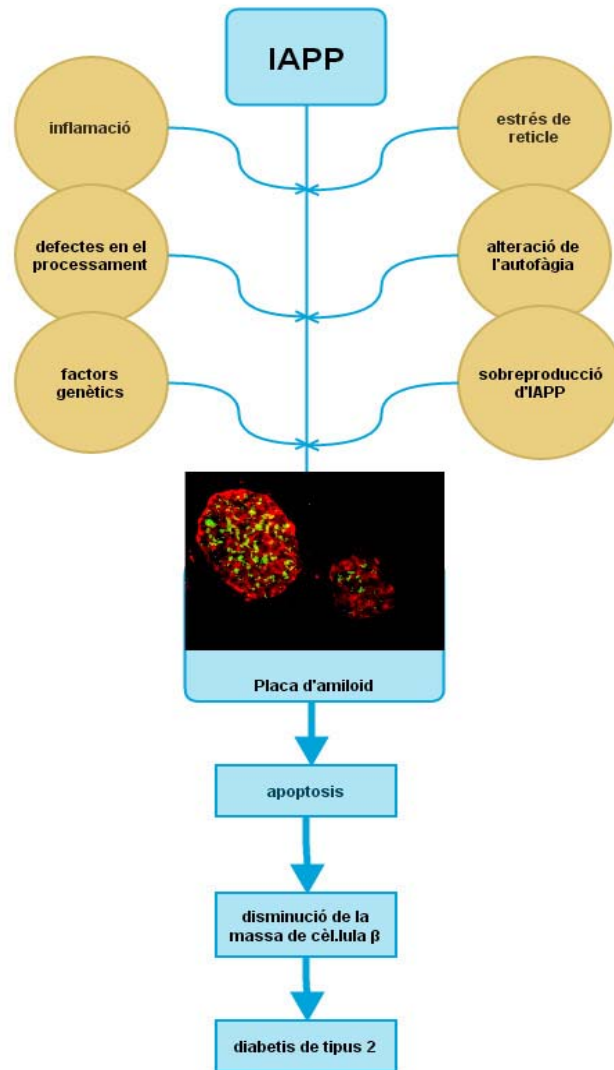 IAPP
inflamació
estrés de
reticle
defectes en el
processament
alteració de
l'autofàgia
factors
genètics
sobreproducció
d'IAPP
Placa d'amiloid
apoptosis
disminució de la
massa de cèl.lula β
diabetis de tipus 2